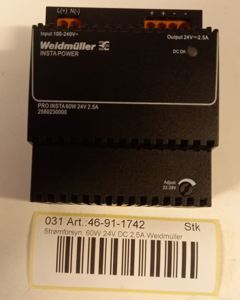 L(+) N(-)
+ + - -
Input 100-240V~
Output 24V⎓2.5A
Weidmüller
INSTA POWER
DC ON
PRO INSTA 60W 24V 2.5A
2580230000
Adjust.
22-28V
031 Art.:46-91-1742 Stk
Strømforsyn. 60W 24V DC 2,5A Weidmüller